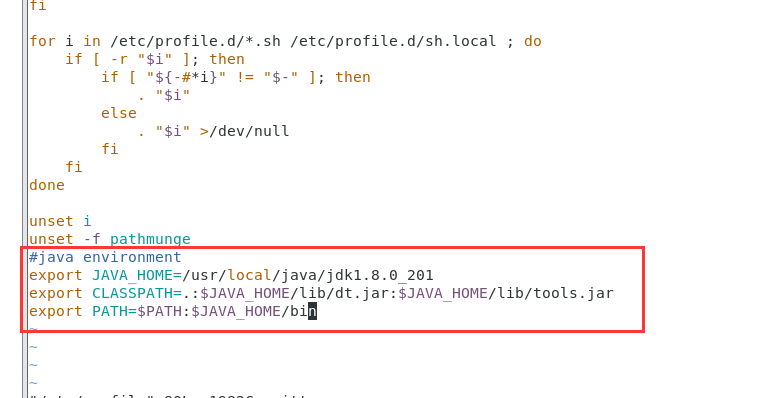 fi
for i in /etc/profile.d/*.sh /etc/profile.d/sh.local ; do
    if [ -r "$i" ]; then
        if [ "${-#*i}" != "$-" ]; then
            . "$i"
        else
            . "$i" >/dev/null
        fi
    fi
done
unset i
unset -f pathmunge
#java environment
export JAVA_HOME=/usr/local/java/jdk1.8.0_201
export CLASSPATH=.:$JAVA_HOME/lib/dt.jar:$JAVA_HOME/lib/tools.jar
export PATH=$PATH:$JAVA_HOME/bin
~
~
~
~